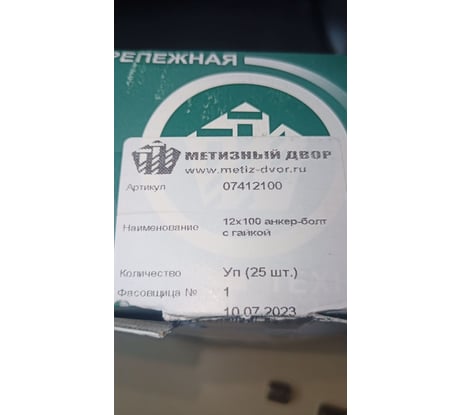 РЕПЕЖНАЯ
МЕТИЗНЫЙ ДВОР
www.metiz-dvor.ru
Артикул 07412100
Наименование 12х100 анкер-болт
с гайкой
Количество Уп (25 шт.)
Фасовщица № 1
10.07.2023